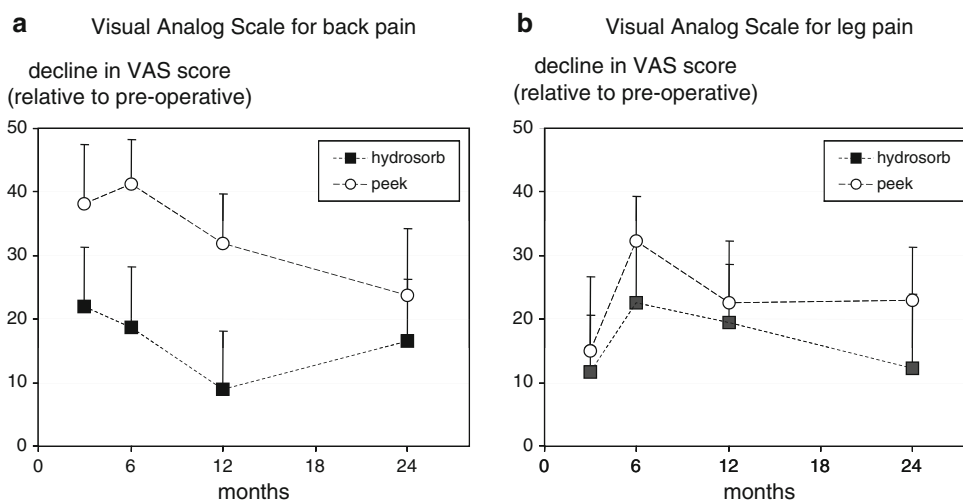 a Visual Analog Scale for back pain
decline in VAS score
(relative to pre-operative)
50
40
30
20
10
0
hydrosorb
peek
0 6 12 18 24
months
b Visual Analog Scale for leg pain
decline in VAS score
(relative to pre-operative)
50
40
30
20
10
0
hydrosorb
peek
0 6 12 18 24
months